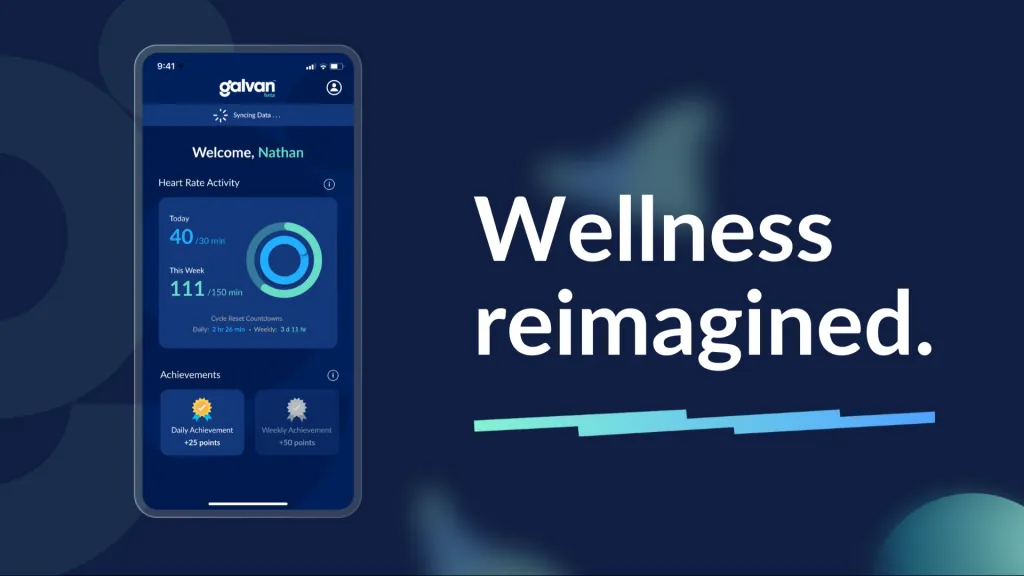 9:41
galvan
beta
Syncing Data . . .
Welcome, Nathan
Heart Rate Activity
Today
40 /30 min
This Week
111 /150 min
Cycle Reset Countdowns
Daily: 2 hr 26 min • Weekly: 3 d 11 hr
Achievements
Daily Achievement
+25 points
Weekly Achievement
+50 points
Wellness
reimagined.